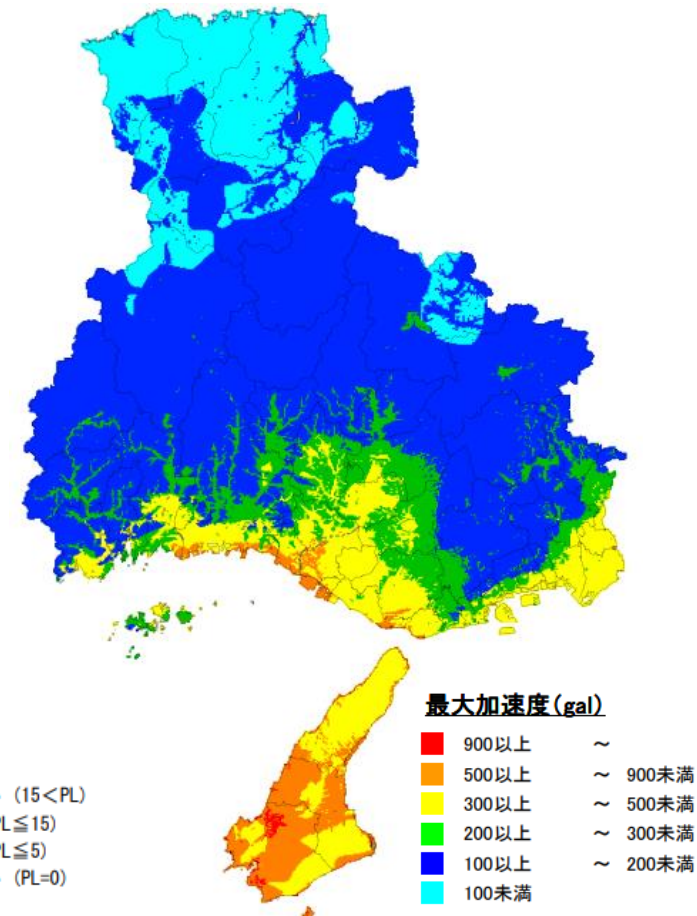 最大加速度(gal)
900以上 ～
500以上 ～ 900未満
300以上 ～ 500未満
200以上 ～ 300未満
100以上 ～ 200未満
100未満
(15＜PL)
PL≦15)
PL≦5)
(PL=0)